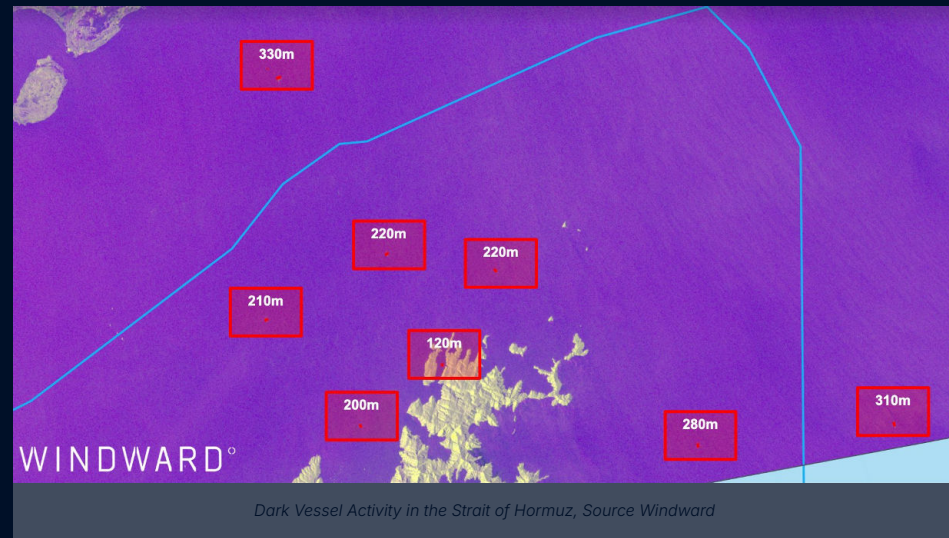 330m
220m
220m
210m
120m
200m
310m
280m
WINDWARD°
Dark Vessel Activity in the Strait of Hormuz, Source Windward